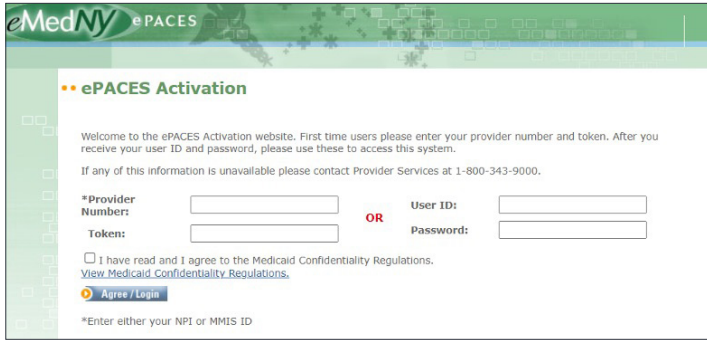 eMedNY ePACES
ePACES Activation
Welcome to the ePACES Activation website. First time users please enter your provider number and token. After you
receive your user ID and password, please use these to access this system.
If any of this information is unavailable please contact Provider Services at 1-800-343-9000.
*Provider
Number:
Token:
OR
User ID:
Password:
I have read and I agree to the Medicaid Confidentiality Regulations.
View Medicaid Confidentiality Regulations.
Agree / Login
*Enter either your NPI or MMIS ID